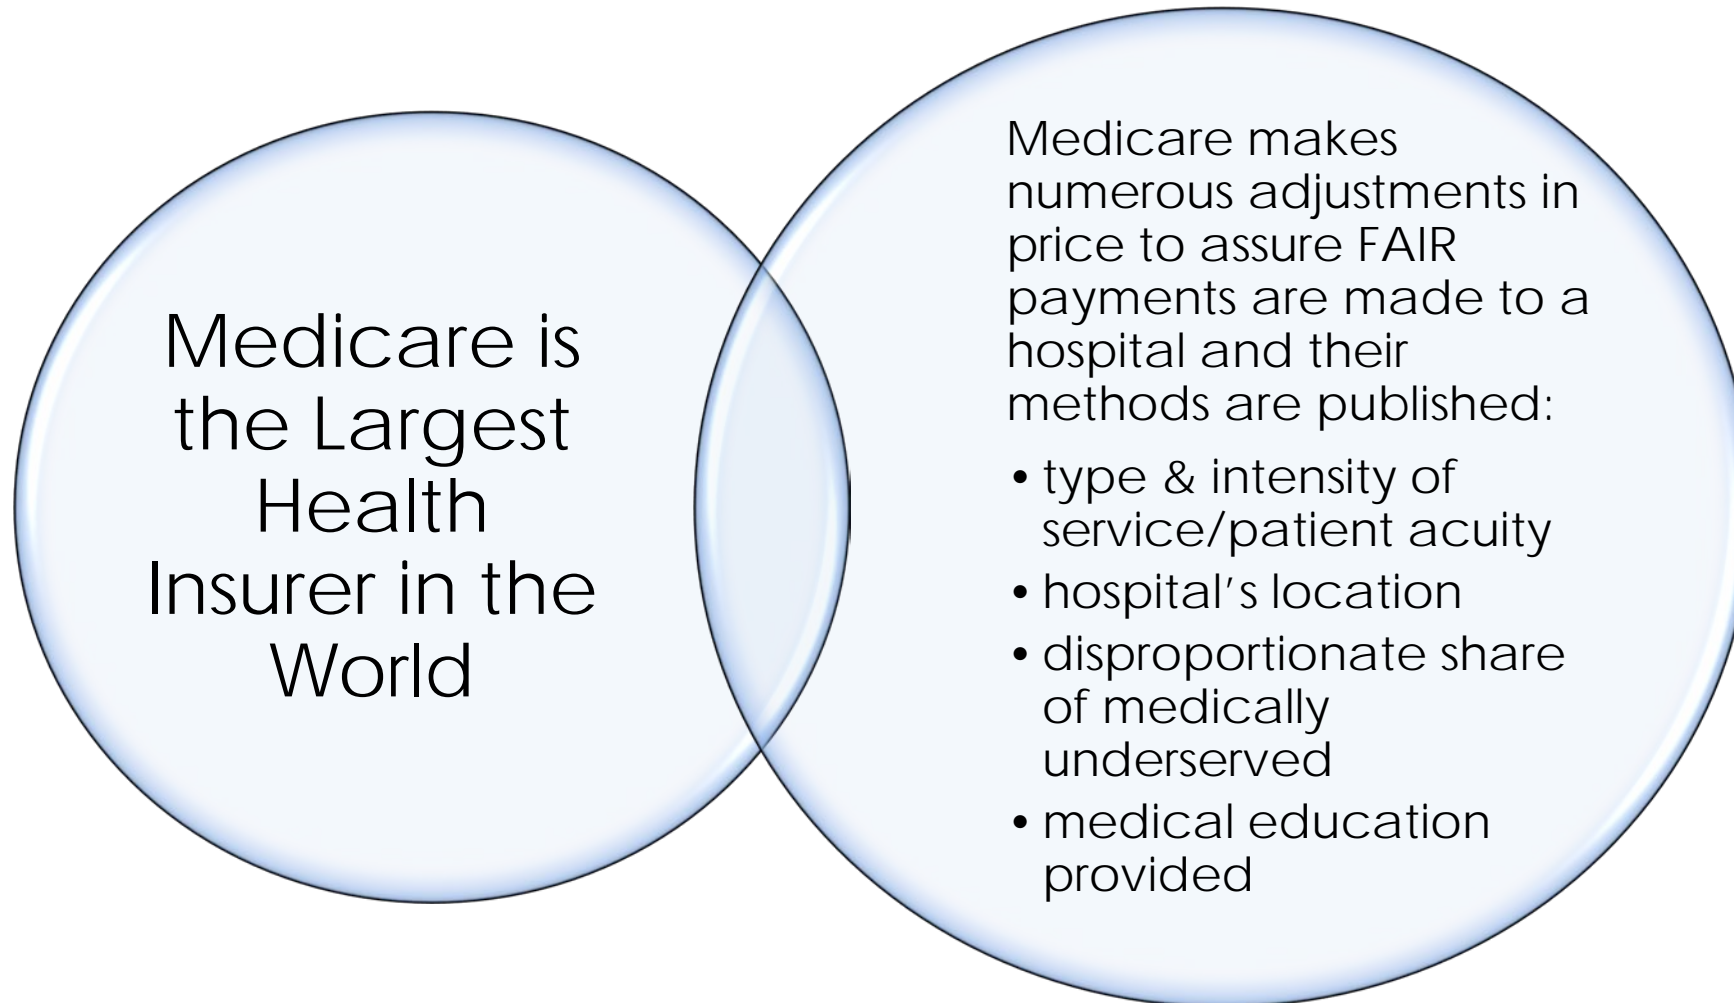 Medicare is
the Largest
Health
Insurer in the
World
Medicare makes
numerous adjustments in
price to assure FAIR
payments are made to a
hospital and their
methods are published:
• type & intensity of
service/patient acuity
• hospital’s location
• disproportionate share
of medically
underserved
• medical education
provided